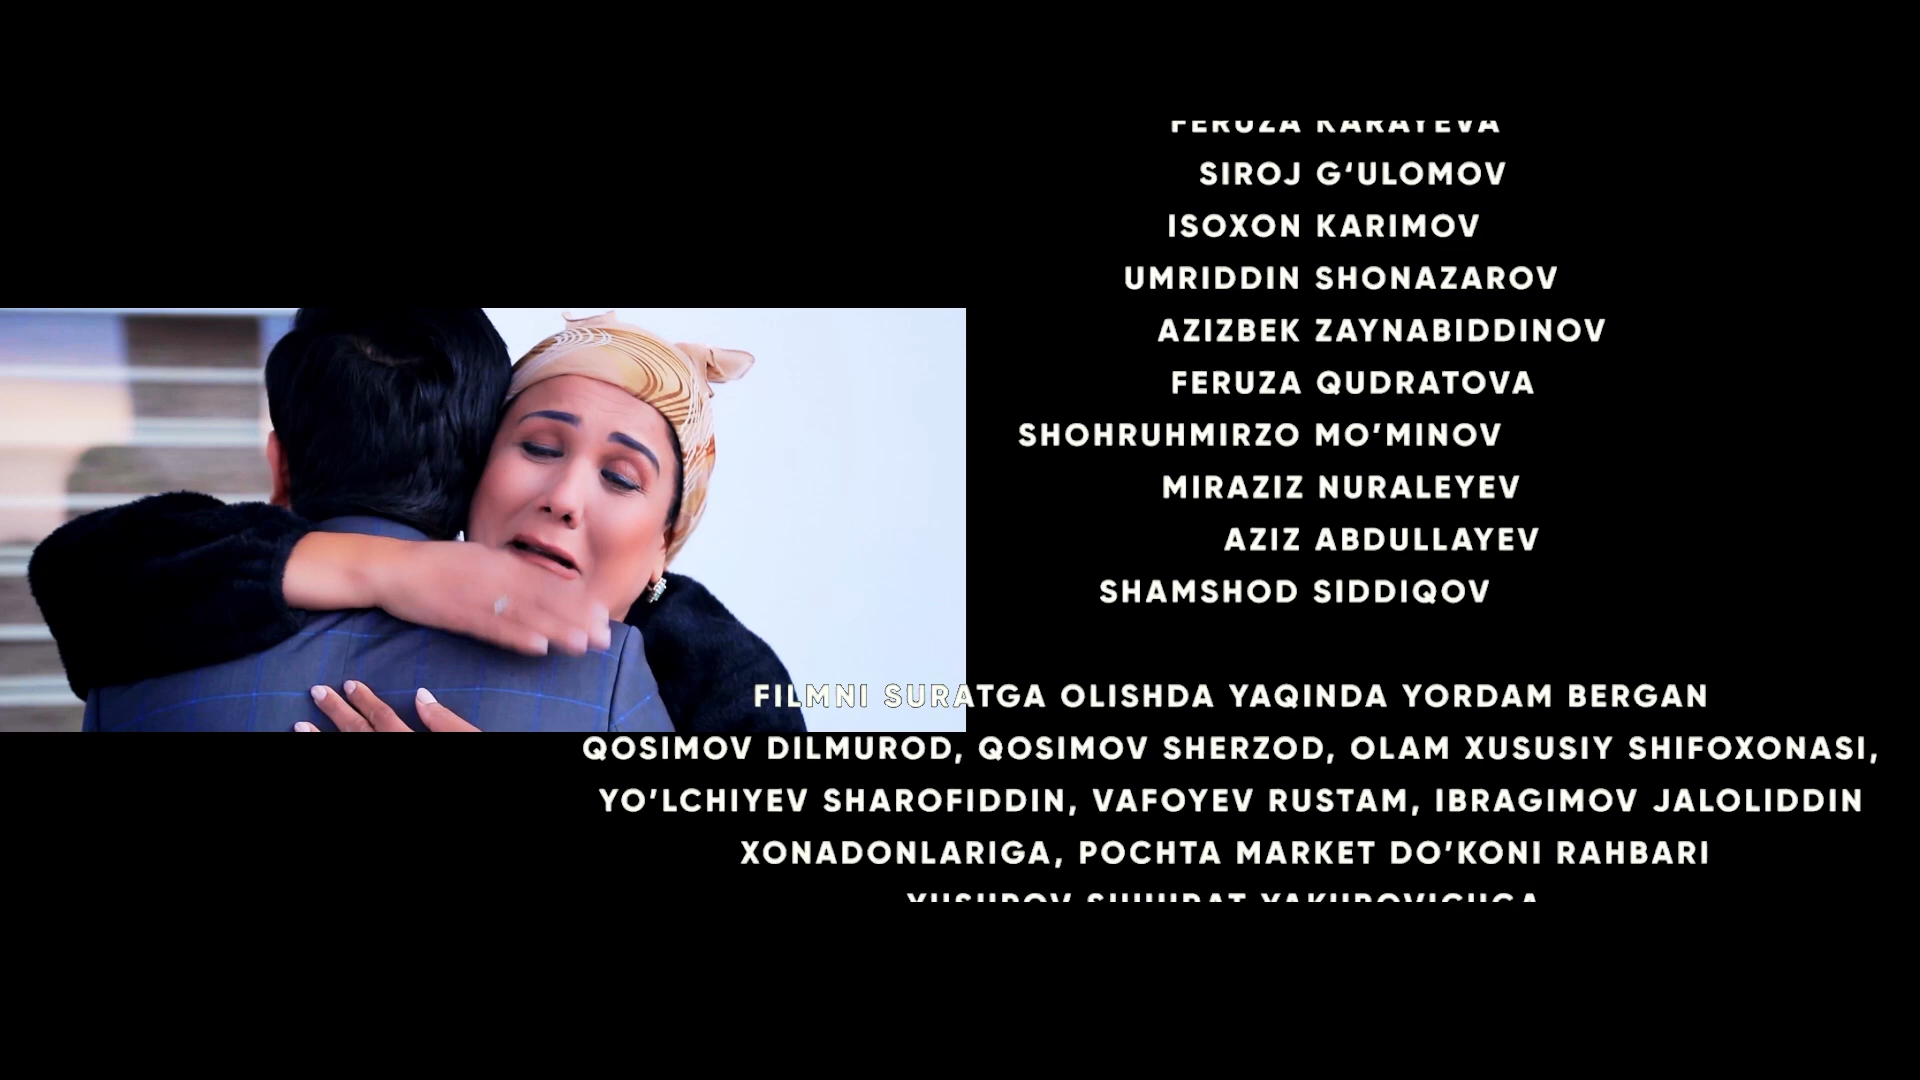 FERUZA KARAYEVA
SIROJ G‘ULOMOV
ISOXON KARIMOV
UMRIDDIN SHONAZAROV
AZIZBEK ZAYNABIDDINOV
FERUZA QUDRATOVA
SHOHRUHMIRZO MO’MINOV
MIRAZIZ NURALEYEV
AZIZ ABDULLAYEV
SHAMSHOD SIDDIQOV
FILMNI SURATGA OLISHDA YAQINDA YORDAM BERGAN
QOSIMOV DILMUROD, QOSIMOV SHERZOD, OLAM XUSUSIY SHIFOXONASI,
YO’LCHIYEV SHAROFIDDIN, VAFOYEV RUSTAM, IBRAGIMOV JALOLIDDIN
XONADONLARIGA, POCHTA MARKET DO’KONI RAHBARI